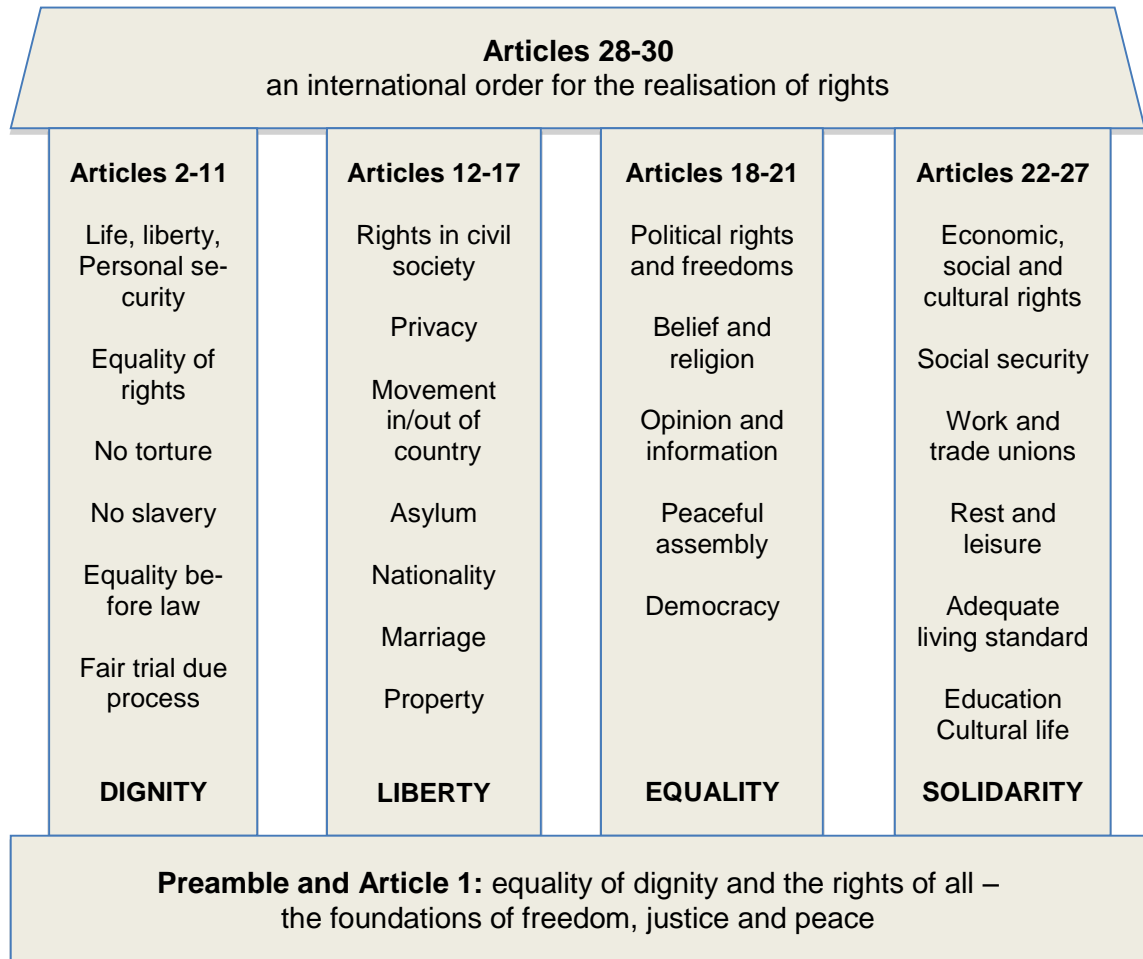 Articles 28-30
an international order for the realisation of rights
Articles 2-11
Life, liberty,
Personal se-
curity
Equality of
rights
No torture
No slavery
Equality be-
fore law
Fair trial due
process
DIGNITY
Articles 12-17
Rights in civil
society
Privacy
Movement
in/out of
country
Asylum
Nationality
Marriage
Property
LIBERTY
Articles 18-21
Political rights
and freedoms
Belief and
religion
Opinion and
information
Peaceful
assembly
Democracy
EQUALITY
Articles 22-27
Economic,
social and
cultural rights
Social security
Work and
trade unions
Rest and
leisure
Adequate
living standard
Education
Cultural life
SOLIDARITY
Preamble and Article 1: equality of dignity and the rights of all –
the foundations of freedom, justice and peace